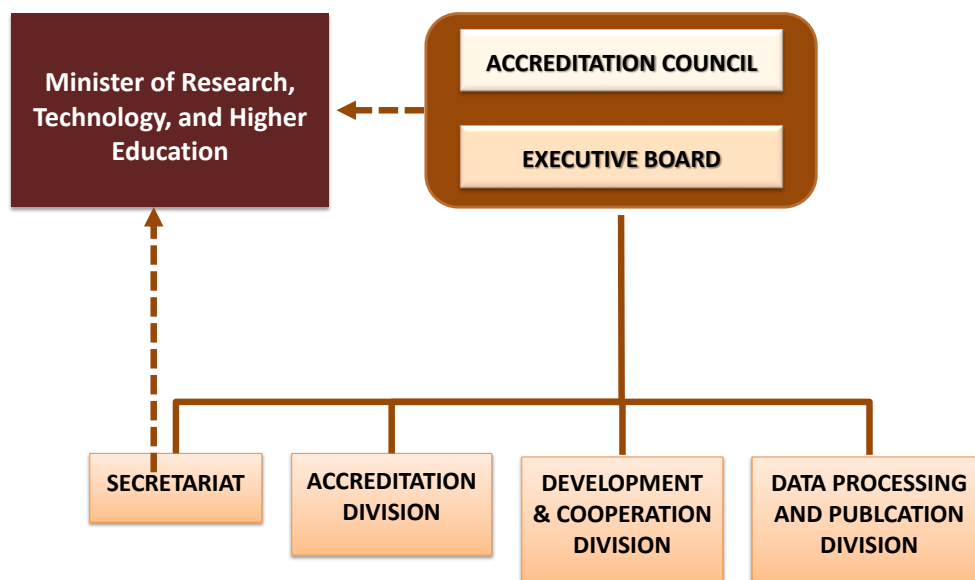 Minister of Research,
Technology, and Higher
Education
ACCREDITATION COUNCIL
EXECUTIVE BOARD
SECRETARIAT
ACCREDITATION
DIVISION
DEVELOPMENT
& COOPERATION
DIVISION
DATA PROCESSING
AND PUBLCATION
DIVISION